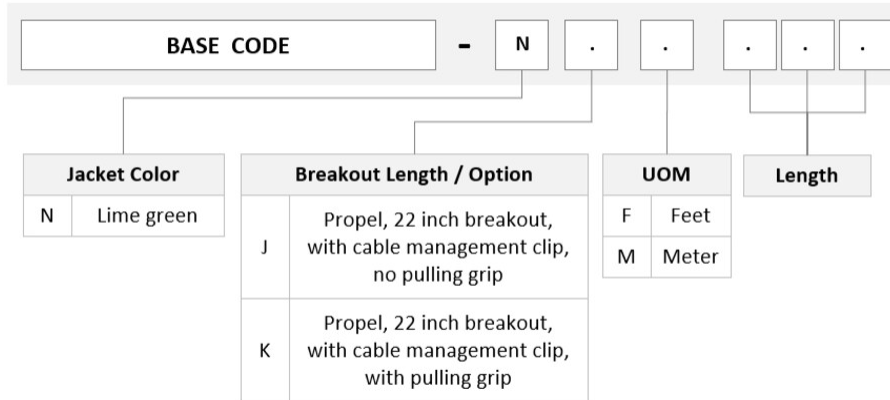 BASE CODE - N . . . . .
Jacket Color
N Lime green
Breakout Length / Option
J Propel, 22 inch breakout,
with cable management clip,
no pulling grip
K Propel, 22 inch breakout,
with cable management clip,
with pulling grip
UOM
F Feet
M Meter
Length